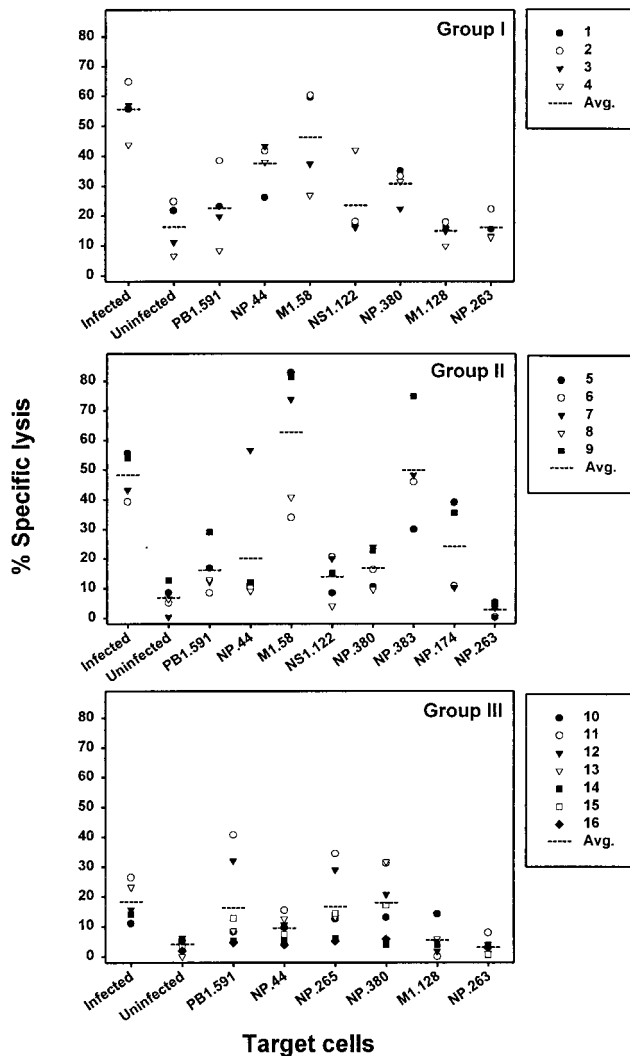 % Specific lysis
Group I
80
70
60
50
40
30
20
10
0
Infected
Uninfected
PB1.591
NP.44
M1.58
NS1.122
NP.380
M1.128
NP.263
1
2
3
4
Avg.
Group II
80
70
60
50
40
30
20
10
0
Infected
Uninfected
PB1.591
NP.44
M1.58
NS1.122
NP.380
NP.383
NP.174
NP.263
5
6
7
8
9
Avg.
Group III
80
70
60
50
40
30
20
10
0
Infected
Uninfected
PB1.591
NP.44
NP.265
NP.380
M1.128
NP.263
10
11
12
13
14
15
16
Avg.
Target cells